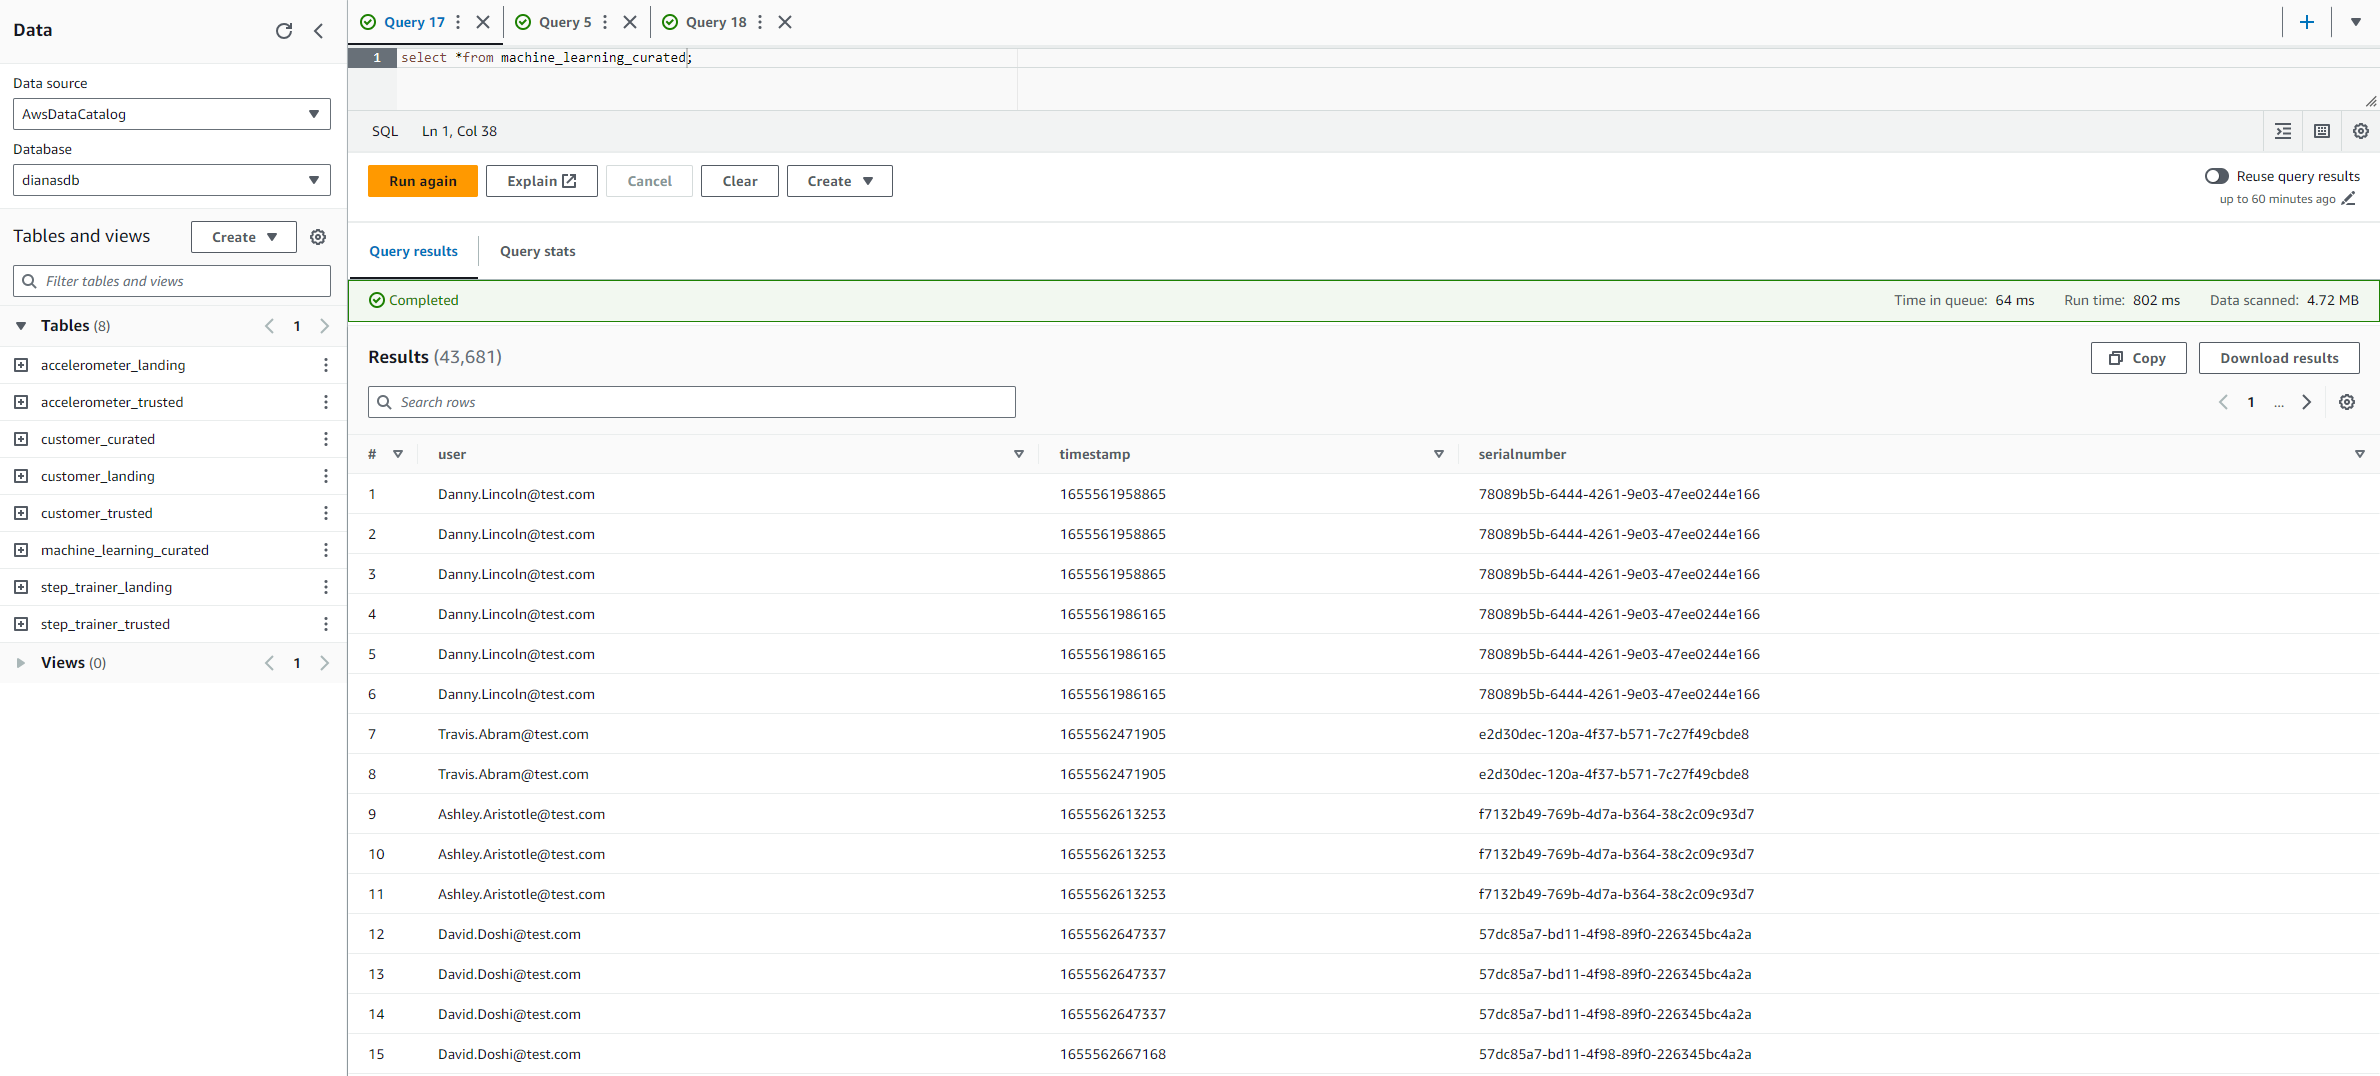 Data
Data source
AwsDataCatalog
Database
dianasdb
Tables and views
Create
Filter tables and views
Tables (8)
1
accelerometer_landing
accelerometer_trusted
customer_curated
customer_landing
customer_trusted
machine_learning_curated
step_trainer_landing
step_trainer_trusted
Views (0)
1
Query 17
Query 5
Query 18
1 select *from machine_learning_curated;
SQL Ln 1, Col 38
Run again
Explain
Cancel
Clear
Create
Reuse query results
up to 60 minutes ago
Query results
Query stats
Completed
Time in queue: 64 ms Run time: 802 ms Data scanned: 4.72 MB
Results (43,681)
Copy
Download results
Search rows
1 ...
# user timestamp serialnumber
1 Danny.Lincoln@test.com 1655561958865 78089b5b-6444-4261-9e03-47ee0244e166
2 Danny.Lincoln@test.com 1655561958865 78089b5b-6444-4261-9e03-47ee0244e166
3 Danny.Lincoln@test.com 1655561958865 78089b5b-6444-4261-9e03-47ee0244e166
4 Danny.Lincoln@test.com 1655561986165 78089b5b-6444-4261-9e03-47ee0244e166
5 Danny.Lincoln@test.com 1655561986165 78089b5b-6444-4261-9e03-47ee0244e166
6 Danny.Lincoln@test.com 1655561986165 78089b5b-6444-4261-9e03-47ee0244e166
7 Travis.Abram@test.com 1655562471905 e2d30dec-120a-4f37-b571-7c27f49cbde8
8 Travis.Abram@test.com 1655562471905 e2d30dec-120a-4f37-b571-7c27f49cbde8
9 Ashley.Aristotle@test.com 1655562613253 f7132b49-769b-4d7a-b364-38c2c09c93d7
10 Ashley.Aristotle@test.com 1655562613253 f7132b49-769b-4d7a-b364-38c2c09c93d7
11 Ashley.Aristotle@test.com 1655562613253 f7132b49-769b-4d7a-b364-38c2c09c93d7
12 David.Doshi@test.com 1655562647337 57dc85a7-bd11-4f98-89f0-226345bc4a2a
13 David.Doshi@test.com 1655562647337 57dc85a7-bd11-4f98-89f0-226345bc4a2a
14 David.Doshi@test.com 1655562647337 57dc85a7-bd11-4f98-89f0-226345bc4a2a
15 David.Doshi@test.com 1655562667168 57dc85a7-bd11-4f98-89f0-226345bc4a2a